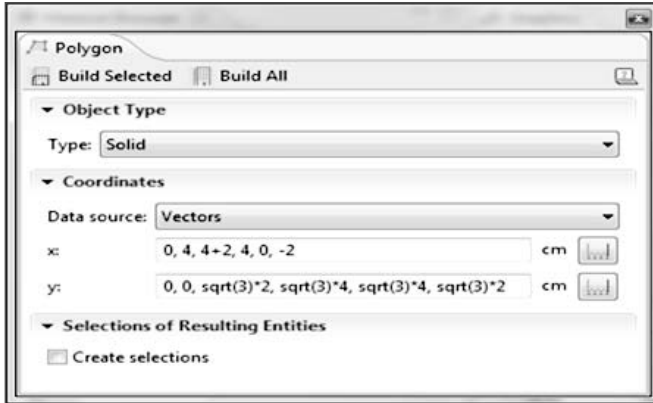 Polygon
Build Selected Build All
Object Type
Type: Solid
Coordinates
Data source: Vectors
x: 0, 4, 4+2, 4, 0, -2 cm
y: 0, 0, sqrt(3)*2, sqrt(3)*4, sqrt(3)*4, sqrt(3)*2 cm
Selections of Resulting Entities
Create selections